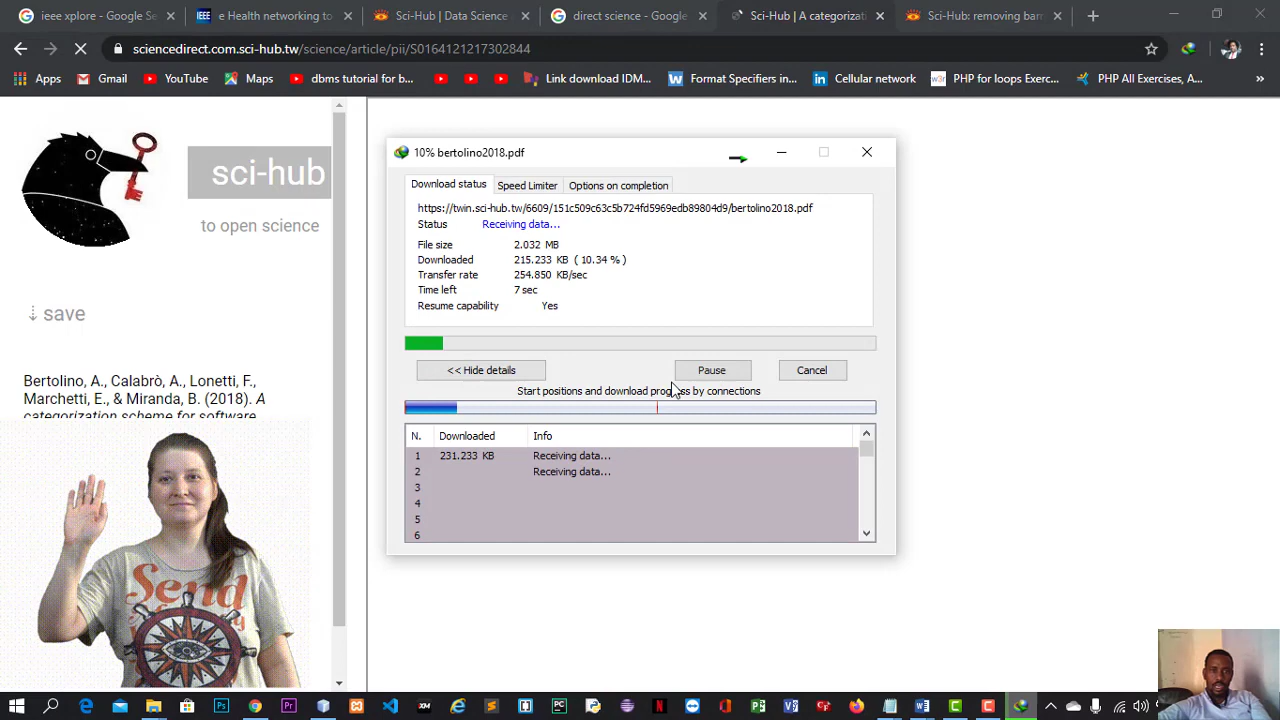 ieee xplore - Google Se
IEEE
e Health networking to
Sci-Hub | Data Science a
direct science - Google
Sci-Hub | A categorizati
Sci-Hub: removing barr
sciencedirect.com.sci-hub.tw/science/article/pii/S0164121217302844
Apps
Gmail
YouTube
Maps
dbms tutorial for b...
Link download IDM...
Format Specifiers in...
Cellular network
PHP for loops Exerc...
PHP All Exercises, A...
sci-hub
to open science
⇣ save
Bertolino, A., Calabrò, A., Lonetti, F.,
Marchetti, E., & Miranda, B. (2018). A
categorization scheme for software
Send
10% bertolino2018.pdf
Download status
Speed Limiter
Options on completion
https://twin.sci-hub.tw/6609/151c509c63c5b724fd5969edb89804d9/bertolino2018.pdf
Status Receiving data...
File size 2.032 MB
Downloaded 215.233 KB ( 10.34 % )
Transfer rate 254.850 KB/sec
Time left 7 sec
Resume capability Yes
<< Hide details
Pause
Cancel
Start positions and download progress by connections
N. Downloaded Info
1 231.233 KB Receiving data...
2 Receiving data...
3
4
5
6